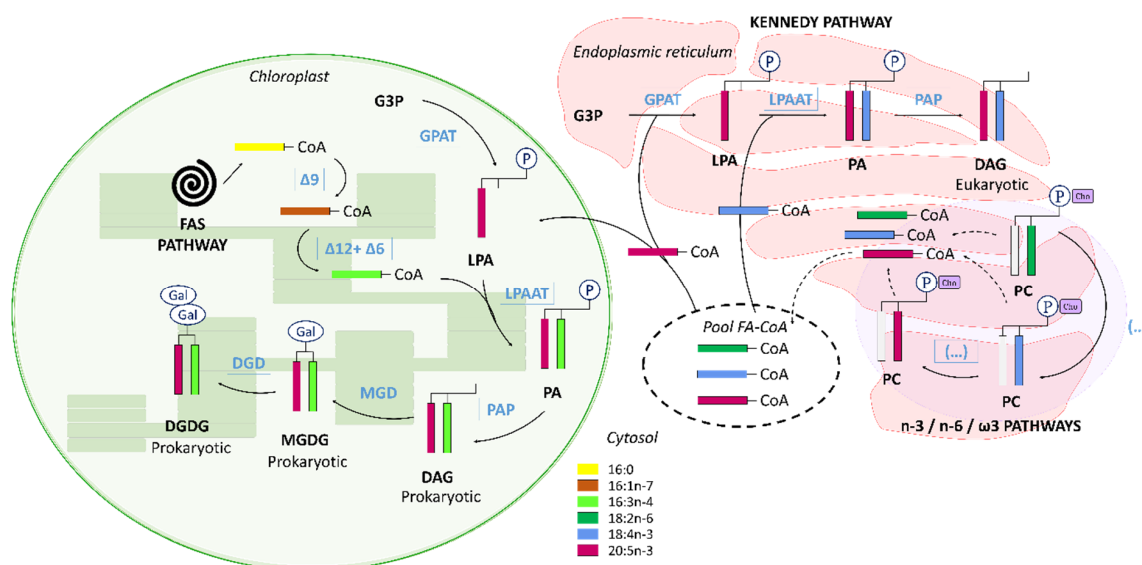 KENNEDY PATHWAY
Endoplasmic reticulum
P
P
G3P
GPAT
LPAAT
PAP
LPA
PA
DAG
Eukaryotic
Chloroplast
G3P
GPAT
P
CoA
Δ9
FAS
PATHWAY
CoA
Δ12+ Δ6
CoA
LPA
LPAAT
P
PA
Gal
Gal
Gal
DGD
MGD
PAP
DGDG
Prokaryotic
MGDG
Prokaryotic
DAG
Prokaryotic
CoA
CoA
CoA
CoA
CoA
P
Cho
PC
P
Cho
PC
P
Cho
PC
(...)
(..
n-3 / n-6 / ω3 PATHWAYS
Pool FA-CoA
CoA
CoA
CoA
Cytosol
16:0
16:1n-7
16:3n-4
18:2n-6
18:4n-3
20:5n-3